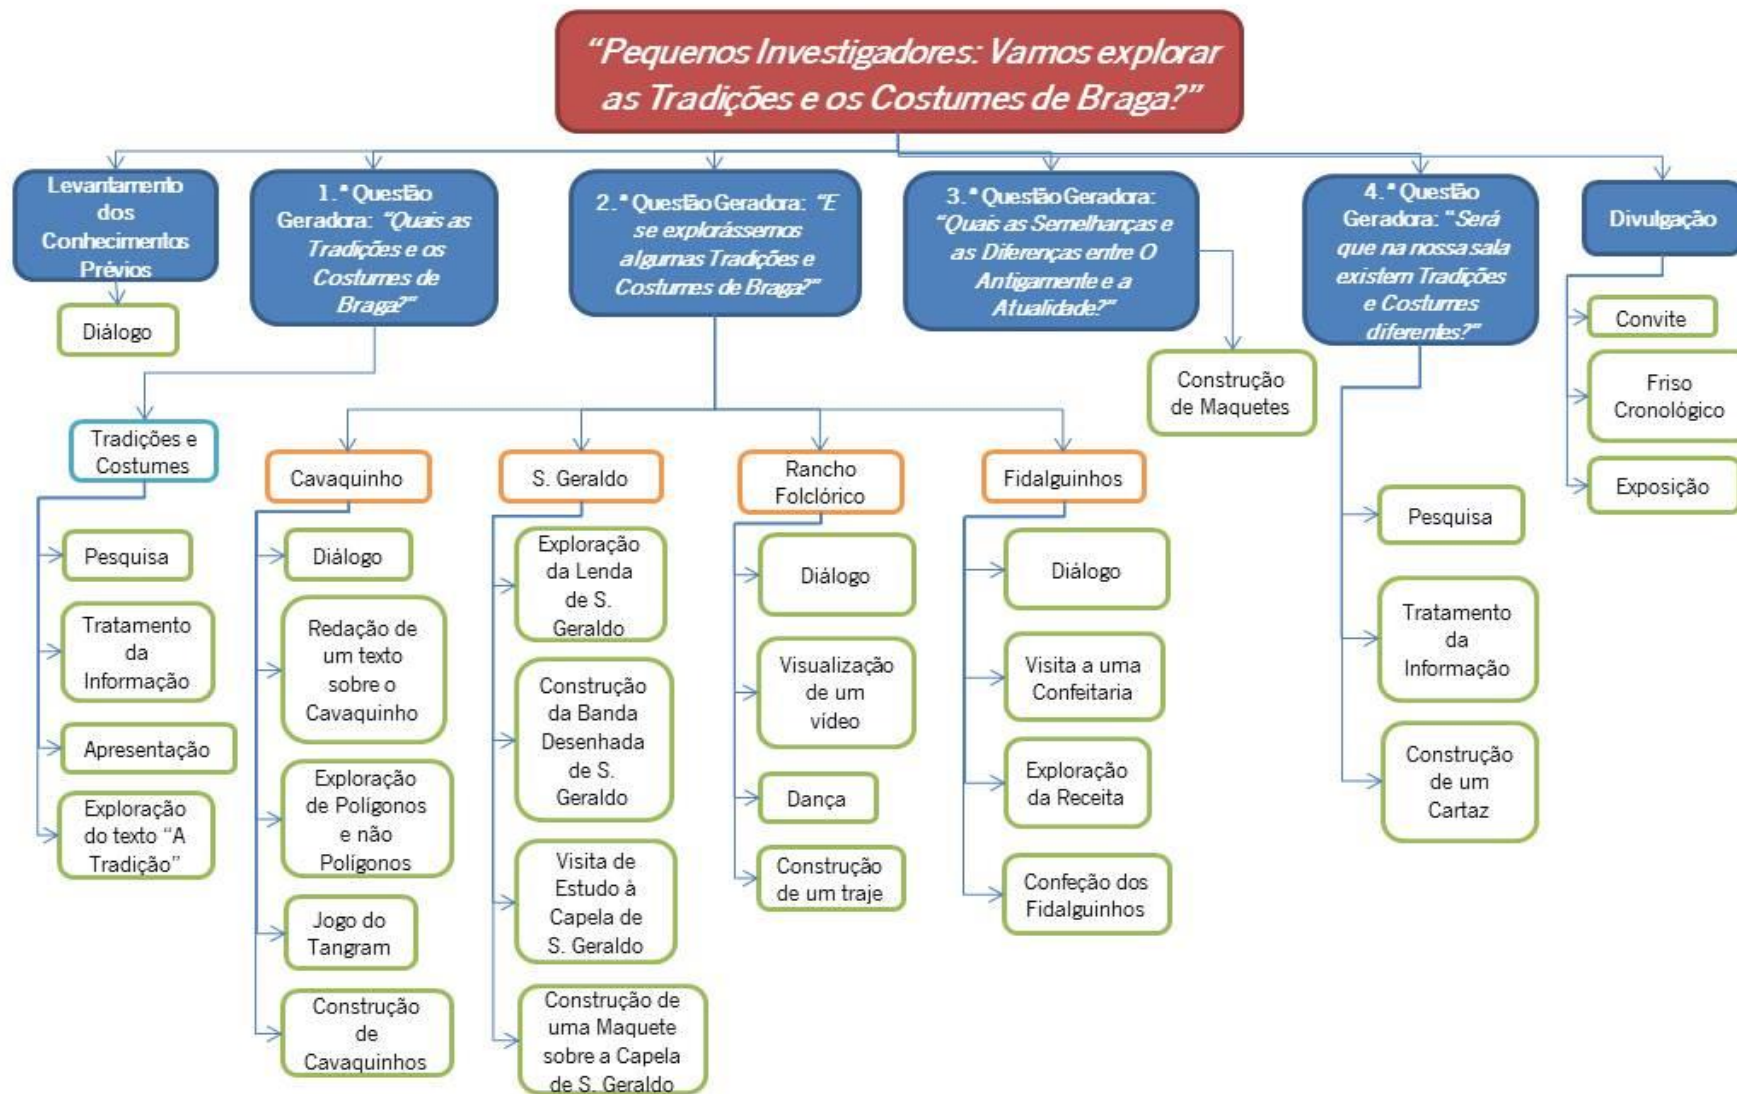 “Pequenos Investigadores: Vamos explorar
as Tradições e os Costumes de Braga?”
Levantamento
dos
Conhecimentos
Prévios
Diálogo
1.ª Questão
Geradora: “Quais as
Tradições e os
Costumes de
Braga?”
Tradições e
Costumes
Pesquisa
Tratamento
da
Informação
Apresentação
Exploração
do texto “A
Tradição”
2.ª Questão Geradora: “E
se explorássemos
algumas Tradições e
Costumes de Braga?”
Cavaquinho
Diálogo
Redação de
um texto
sobre o
Cavaquinho
Exploração
de Polígonos
e não
Polígonos
Jogo do
Tangram
Construção
de
Cavaquinhos
S. Geraldo
Exploração
da Lenda
de S.
Geraldo
Construção
da Banda
Desenhada
de S.
Geraldo
Visita de
Estudo à
Capela de
S. Geraldo
Construção de
uma Maquete
sobre a Capela
de S. Geraldo
Rancho
Folclórico
Diálogo
Visualização
de um
vídeo
Dança
Construção
de um traje
Fidalguinhos
Diálogo
Visita a uma
Confeitaria
Exploração
da Receita
Confeção dos
Fidalguinhos
3.ª Questão Geradora:
“Quais as Semelhanças e
as Diferenças entre O
Antigamente e a
Atualidade?”
Construção
de Maquetes
4.ª Questão
Geradora: “Será
que na nossa sala
existem Tradições
e Costumes
diferentes?”
Pesquisa
Tratamento
da
Informação
Construção
de um
Cartaz
Divulgação
Convite
Friso
Cronológico
Exposição